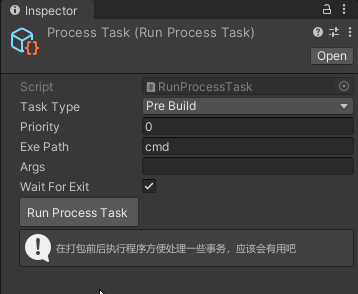 Inspector
Process Task (Run Process Task)
Open
Script RunProcessTask
Task Type Pre Build
Priority 0
Exe Path cmd
Args
Wait For Exit
Run Process Task
在打包前后执行程序方便处理一些事务，应该会有用吧